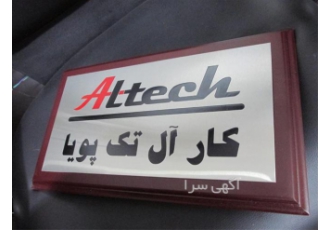 Altech
کار آل تک پویا
آگهی سرا